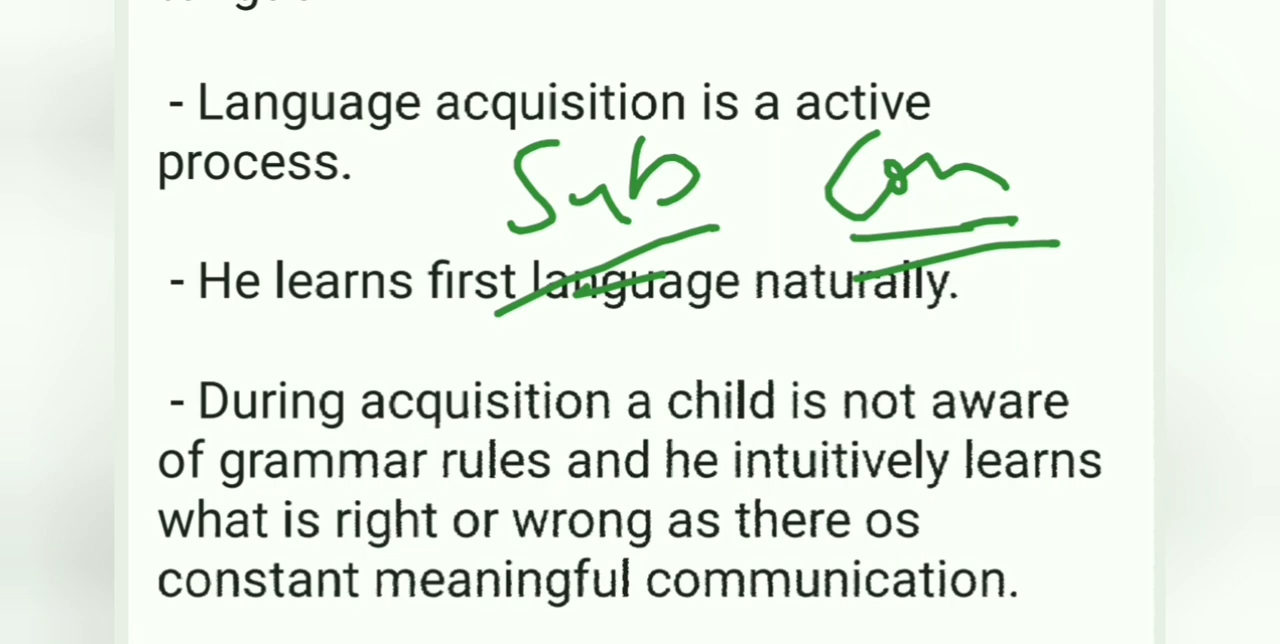 - Language acquisition is a active
process.
Sub Con
- He learns first language naturally.
- During acquisition a child is not aware
of grammar rules and he intuitively learns
what is right or wrong as there os
constant meaningful communication.